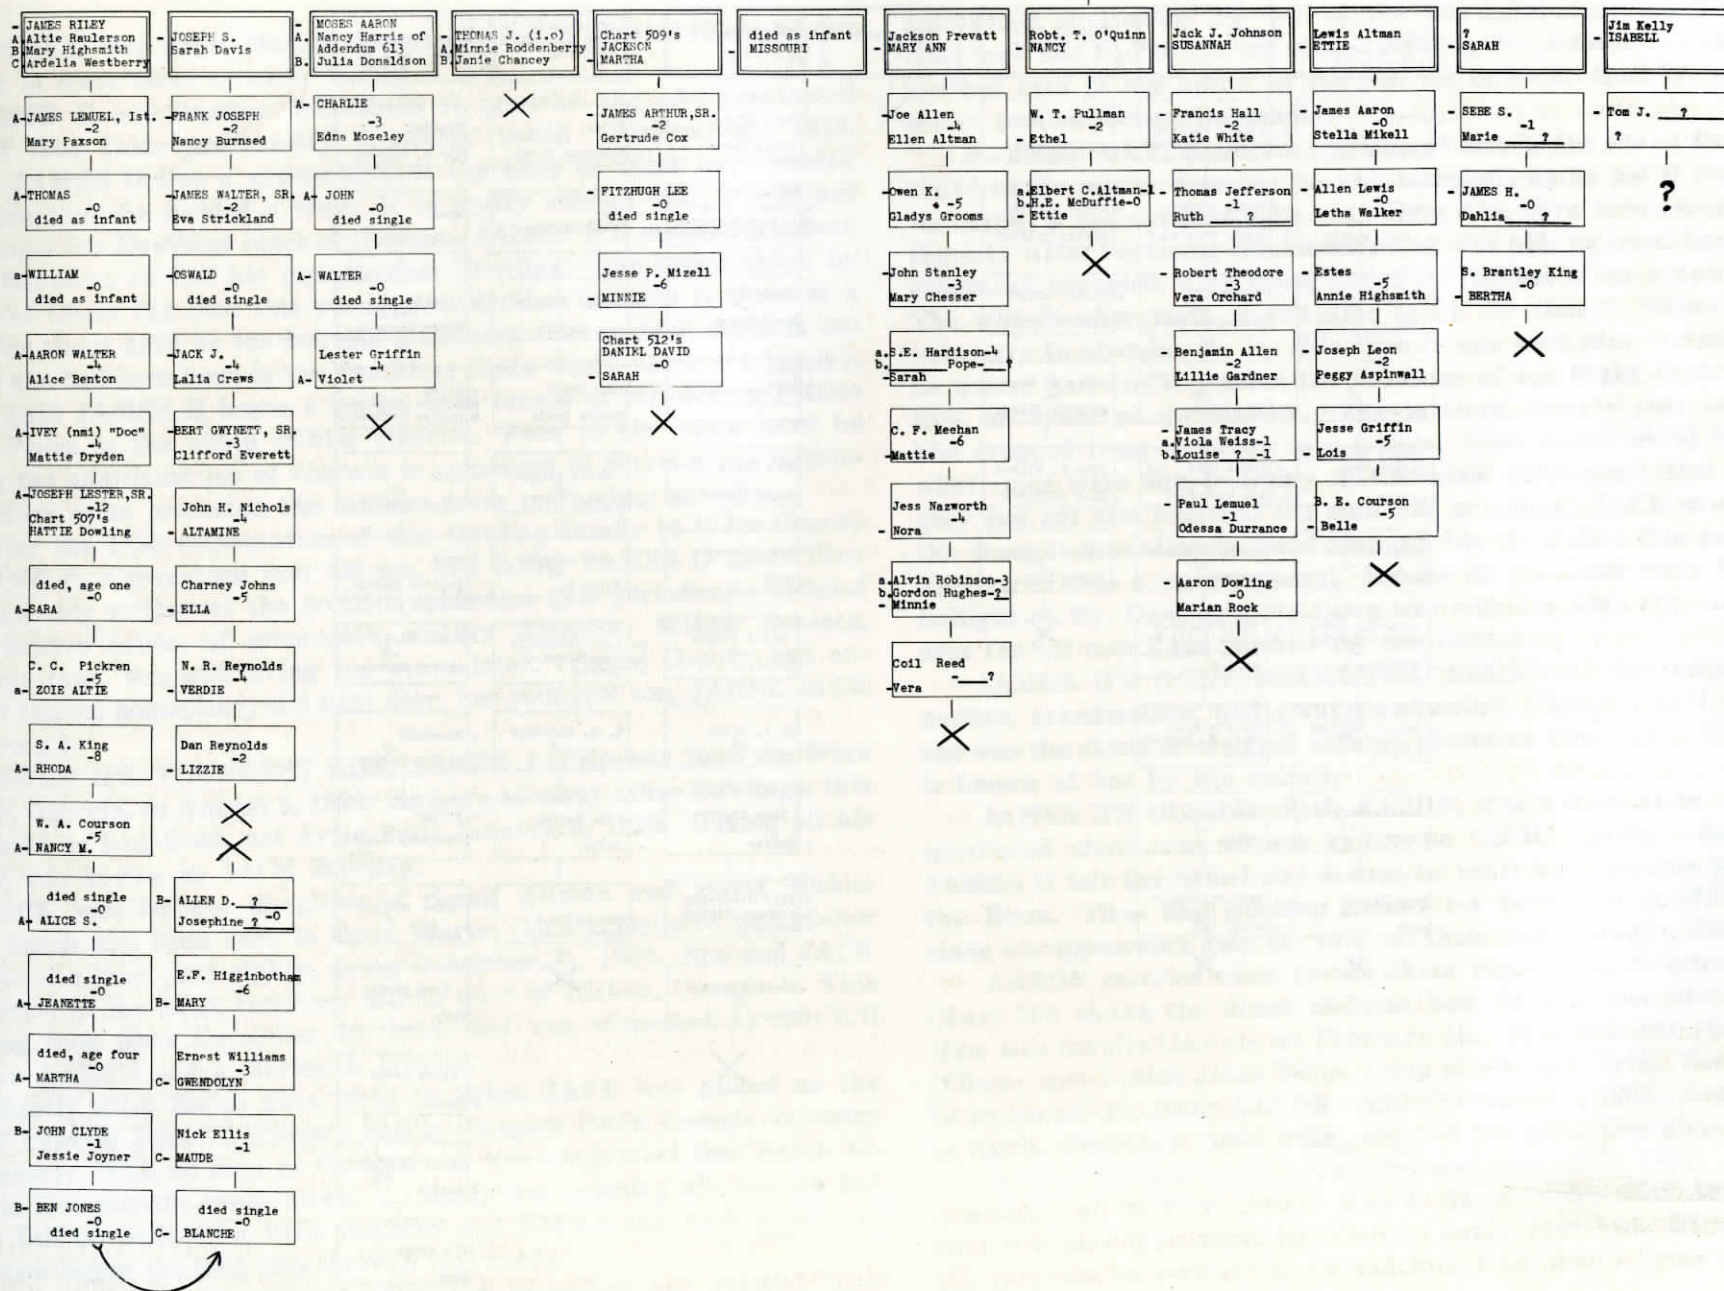 - JAMES RILEY
A. Altie Raulerson
B. Mary Highsmith
C. Ardelia Westberry
A- JAMES LEMUEL, Ist.
-2
Mary Paxson
A- THOMAS
-0
died as infant
a- WILLIAM
-0
died as infant
A- AARON WALTER
-4
Alice Benton
A- IVEY (nmi) "Doc"
-4
Mattie Dryden
A- JOSEPH LESTER,SR.
-12
Chart 507's
HATTIE Dowling
died, age one
-0
A- SARA
C. C. Pickren
-5
a- ZOIE ALTIE
S. A. King
-8
A- RHODA
W. A. Courson
-5
A- NANCY M.
died single
-0
A- ALICE S.
died single
-0
A- JEANETTE
died, age four
-0
A- MARTHA
B- JOHN CLYDE
-1
Jessie Joyner
B- BEN JONES
-0
died single
- JOSEPH S.
Sarah Davis
- FRANK JOSEPH
-2
Nancy Burnsed
- JAMES WALTER, SR.
-0
Eva Strickland
- OSWALD
-0
died single
- JACK J.
-4
Lalia Crews
- BERT GWYNETT, SR.
-3
Clifford Everett
John H. Nichols
-4
- ALTAMINE
Charney Johns
-5
- ELLA
N. R. Reynolds
-4
- VERDIE
Dan Reynolds
-2
- LIZZIE
B- ALLEN D. ?
-0
Josephine ?
E.F. Higginbotham
-6
B- MARY
Ernest Williams
-3
C- GWENDOLYN
Nick Ellis
-1
C- MAUDE
died single
-0
C- BLANCHE
- MOSES AARON
A. Nancy Harris of
Addendum 613
B. Julia Donaldson
A- CHARLIE
-3
Edna Moseley
A- JOHN
-0
died single
A- WALTER
-0
died single
Lester Griffin
-4
A- Violet
- THOMAS J. (i.o)
A. Minnie Roddenberry
B. Janie Chancey
Chart 509's
JACKSON
- MARTHA
- JAMES ARTHUR,SR.
-2
Gertrude Cox
- FITZHUGH LEE
-0
died single
Jesse P. Mizell
-6
- MINNIE
Chart 512's
DANIEL DAVID
-0
- SARAH
died as infant
- MISSOURI
Jackson Prevatt
- MARY ANN
- Joe Allen
-4
Ellen Altman
- Owen K.
-5
Gladys Grooms
- John Stanley
-3
Mary Chesser
a. S.E. Hardison-4
b. ____ Pope-__?
- Sarah
C. F. Meehan
-6
- Mattie
Jess Nazworth
-4
- Nora
a. Alvin Robinson-3
b. Gordon Hughes-?
- Minnie
Coil Reed
-__?
- Vera
Robt. T. O'Quinn
- NANCY
W. T. Pullman
-2
- Ethel
a. Elbert C.Altman-1
b. H.E. McDuffie-0
- Ettie
Jack J. Johnson
- SUSANNAH
- Francis Hall
-2
Katie White
- Thomas Jefferson
-1
Ruth ?
- Robert Theodore
-3
Vera Orchard
- Benjamin Allen
-2
Lillie Gardner
- James Tracy
a. Viola Weiss-1
b. Louise ? -1
- Paul Lemuel
-1
Odessa Durrance
- Aaron Dowling
-0
Marian Rock
Lewis Altman
- ETTIE
- James Aaron
-0
Stella Mikell
- Allen Lewis
-0
Letha Walker
- Estes
-5
Annie Highsmith
- Joseph Leon
-2
Peggy Aspinwall
Jesse Griffin
-5
- Lois
B. E. Courson
-5
- Belle
?
- SARAH
- SEBE S.
-1
Marie ?
- JAMES H.
-0
Dahlia ?
S. Brantley King
-0
- BERTHA
Jim Kelly
- ISABELL
- Tom J. ?
?
?